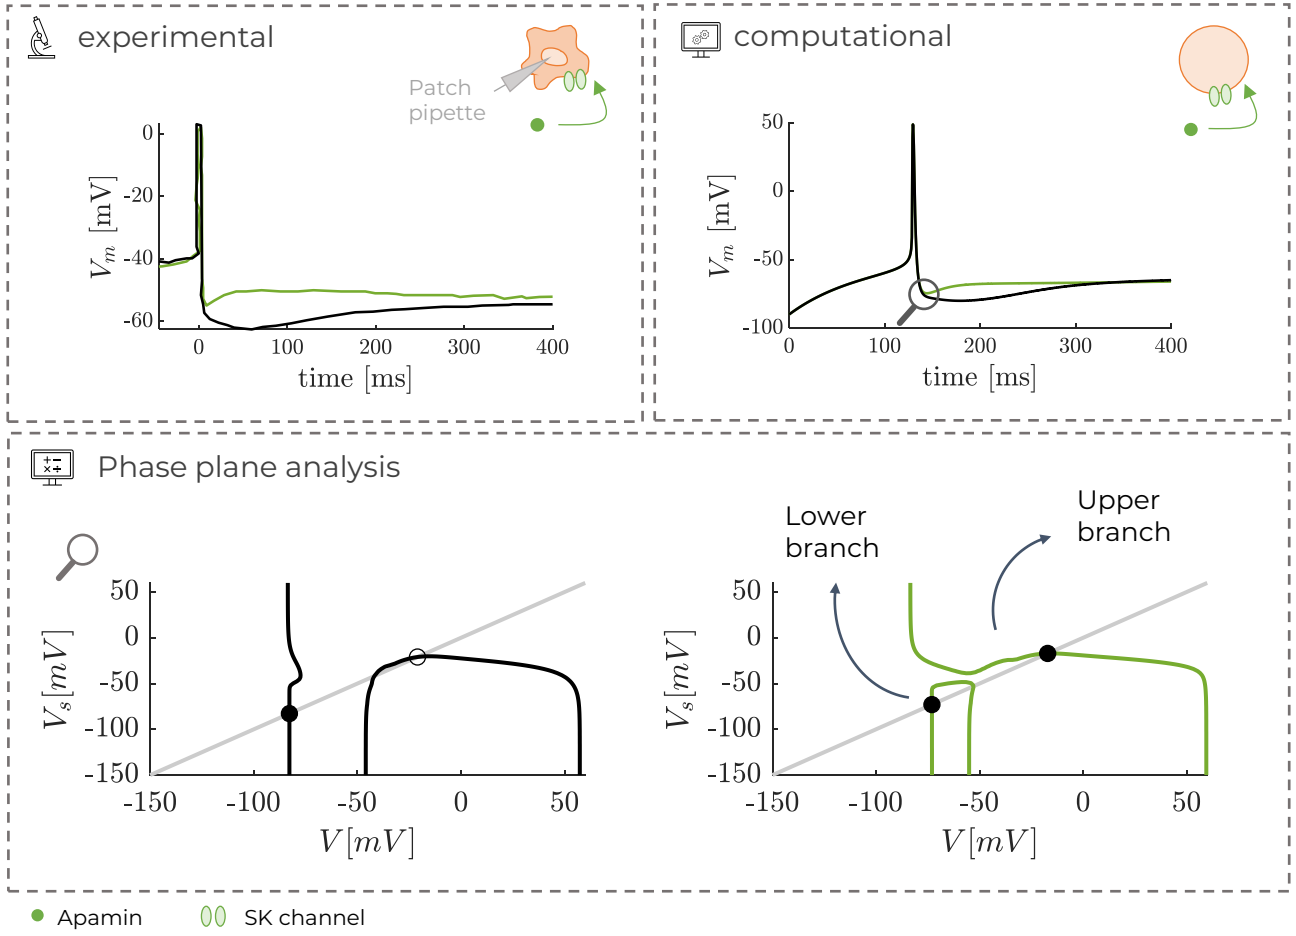 experimental
Patch
pipette
0
-20
-40
-60
V_m [mV]
0
100
200
300
400
time [ms]
computational
50
0
-50
-100
V_m [mV]
0
100
200
300
400
time [ms]
Phase plane analysis
50
0
-50
-100
-150
V_s[mV]
-150
-100
-50
0
50
V[mV]
Lower
branch
Upper
branch
50
0
-50
-100
-150
V_s[mV]
-150
-100
-50
0
50
V[mV]
Apamin
SK channel